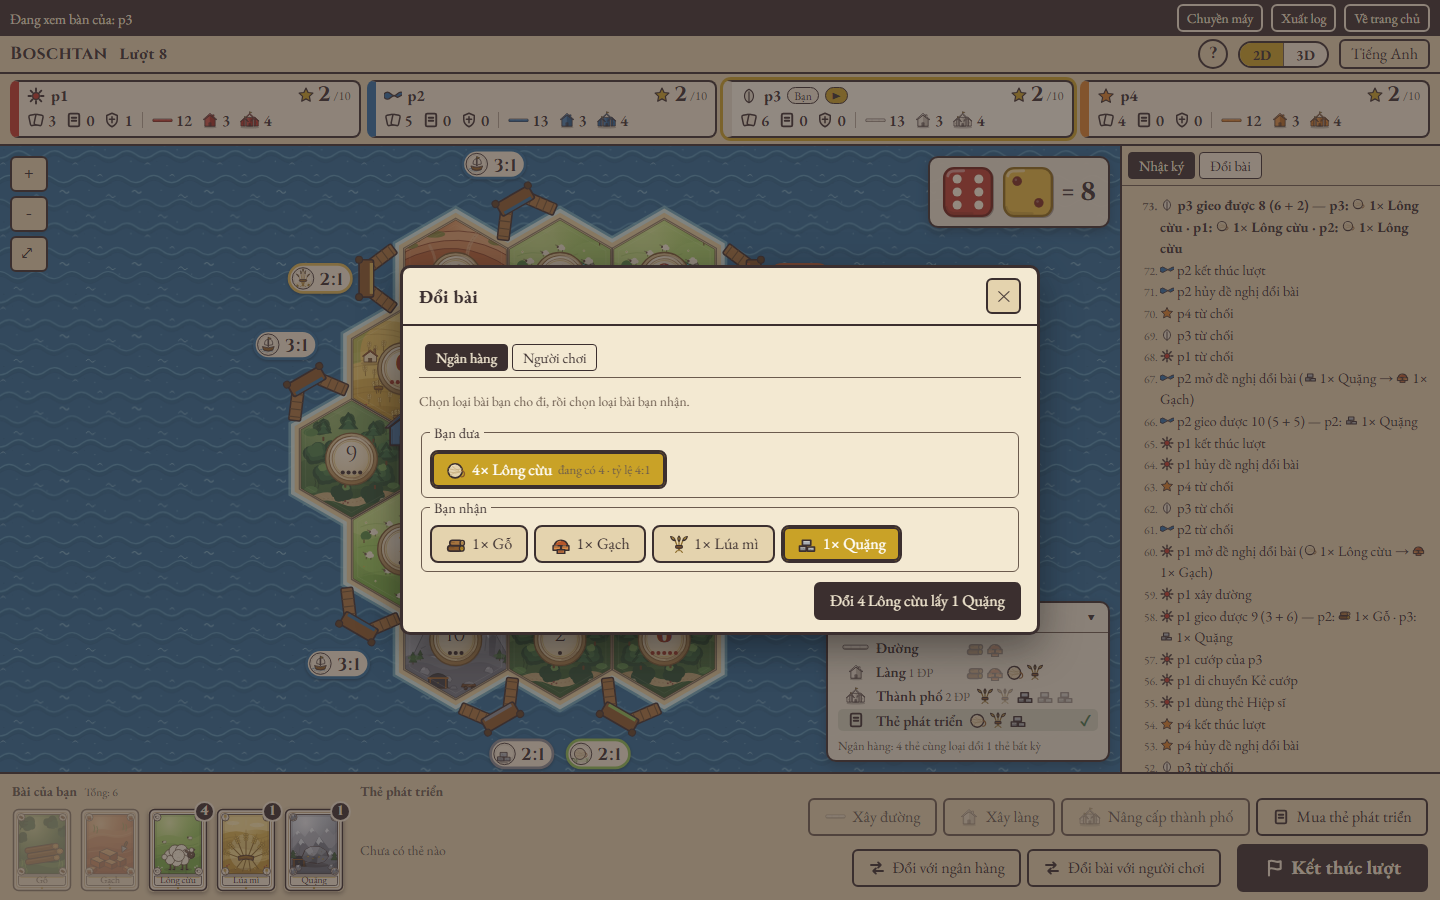 Đang xem bàn của: p3
Chuyền máy
Xuất log
Về trang chủ
BOSCHTAN Lượt 8
?
2D
3D
Tiếng Anh
p1
2 /10
3 0 1 12 3 4
p2
2 /10
5 0 0 13 3 4
p3 Bạn
2 /10
6 0 0 13 3 4
p4
2 /10
4 0 0 12 3 4
+
-
3:1
2:1
3:1
9
= 8
Nhật ký
Đổi bài
73. p3 gieo được 8 (6 + 2) — p3: 1× Lông
cừu · p1: 1× Lông cừu · p2: 1× Lông
cừu
72. p2 kết thúc lượt
71. p2 hủy đề nghị đổi bài
70. p4 từ chối
69. p3 từ chối
68. p1 từ chối
67. p2 mở đề nghị đổi bài ( 1× Quặng → 1×
Gạch)
66. p2 gieo được 10 (5 + 5) — p2: 1× Quặng
65. p1 kết thúc lượt
64. p1 hủy đề nghị đổi bài
63. p4 từ chối
62. p3 từ chối
61. p2 từ chối
60. p1 mở đề nghị đổi bài ( 1× Lông cừu →
1× Gạch)
59. p1 xây đường
58. p1 gieo được 9 (3 + 6) — p2: 1× Gỗ · p3:
1× Quặng
57. p1 cướp của p3
56. p1 di chuyển Kẻ cướp
55. p1 dùng thẻ Hiệp sĩ
54. p4 kết thúc lượt
53. p4 hủy đề nghị đổi bài
52. p3 từ chối
Đổi bài
Ngân hàng
Người chơi
Chọn loại bài bạn cho đi, rồi chọn loại bài bạn nhận.
Bạn đưa
4× Lông cừu đang có 4 · tỷ lệ 4:1
Bạn nhận
1× Gỗ
1× Gạch
1× Lúa mì
1× Quặng
Đổi 4 Lông cừu lấy 1 Quặng
10
2
3:1
2:1
2:1
Đường
Làng 1 ĐP
Thành phố 2 ĐP
Thẻ phát triển
Ngân hàng: 4 thẻ cùng loại đổi 1 thẻ bất kỳ
Bài của bạn Tổng: 6
Gỗ
Gạch
4
Lông cừu
1
Lúa mì
1
Quặng
Thẻ phát triển
Chưa có thẻ nào
Xây đường
Xây làng
Nâng cấp thành phố
Mua thẻ phát triển
Đổi với ngân hàng
Đổi bài với người chơi
Kết thúc lượt